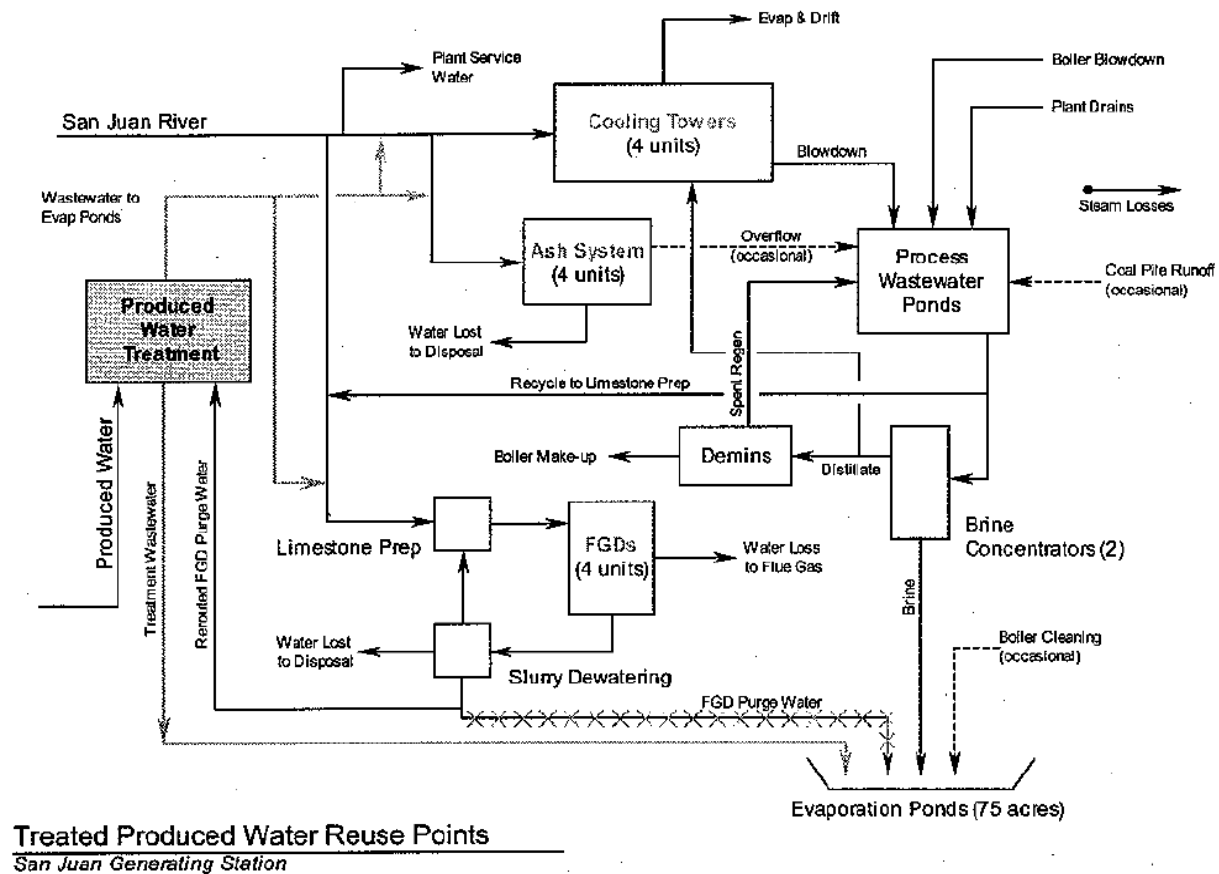 Evap & Drift
Plant Service
Water
Boiler Blowdown
Plant Drains
San Juan River
Cooling Towers
(4 units)
Blowdown
Wastewater to
Evap Ponds
Steam Losses
Ash System
(4 units)
Overflow
(occasional)
Process
Wastewater
Ponds
Coal Pile Runoff
(occasional)
Produced
Water
Treatment
Water Lost
to Disposal
Spent Regen
Recycle to Limestone Prep
Boiler Make-up
Demins
Distillate
Produced Water
Treatment Wastewater
Rerouted FGD Purge Water
Limestone Prep
FGDs
(4 units)
Water Loss
to Flue Gas
Brine
Concentrators (2)
Brine
Water Lost
to Disposal
Slurry Dewatering
Boiler Cleaning
(occasional)
FGD Purge Water
Evaporation Ponds (75 acres)
Treated Produced Water Reuse Points
San Juan Generating Station